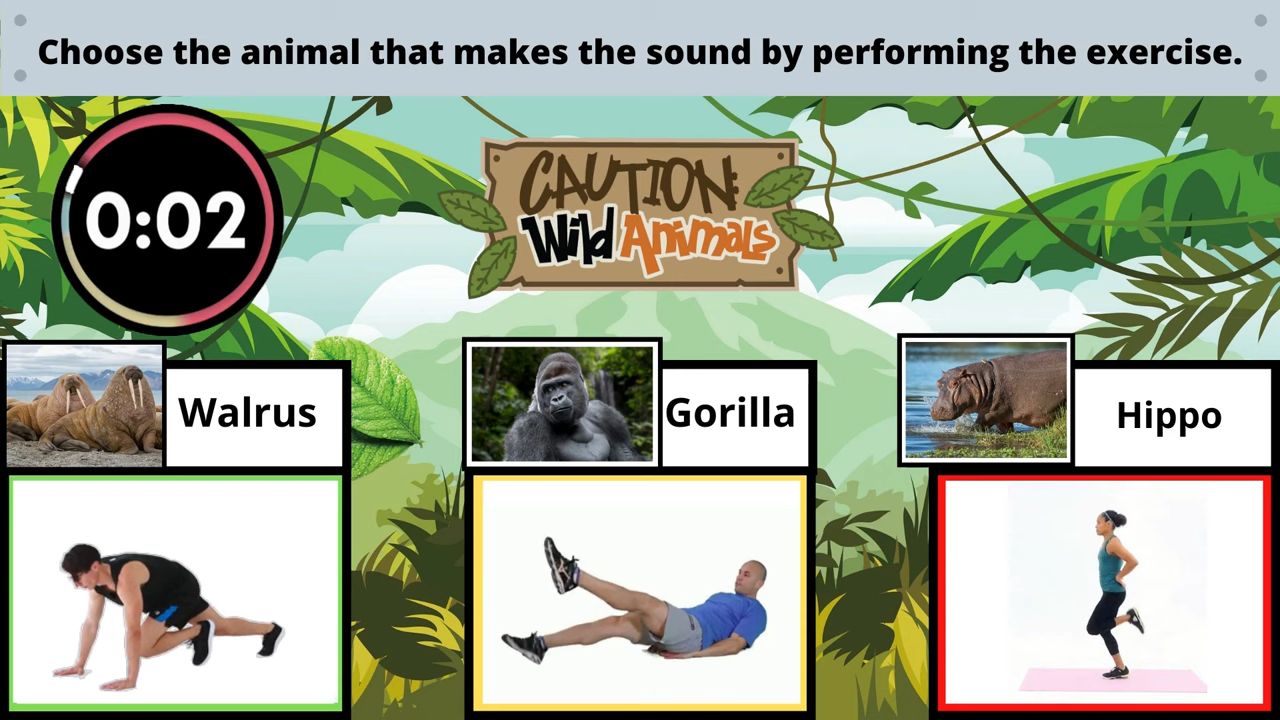 Choose the animal that makes the sound by performing the exercise.
0:02
CAUTION:
Wild Animals
Walrus
Gorilla
Hippo